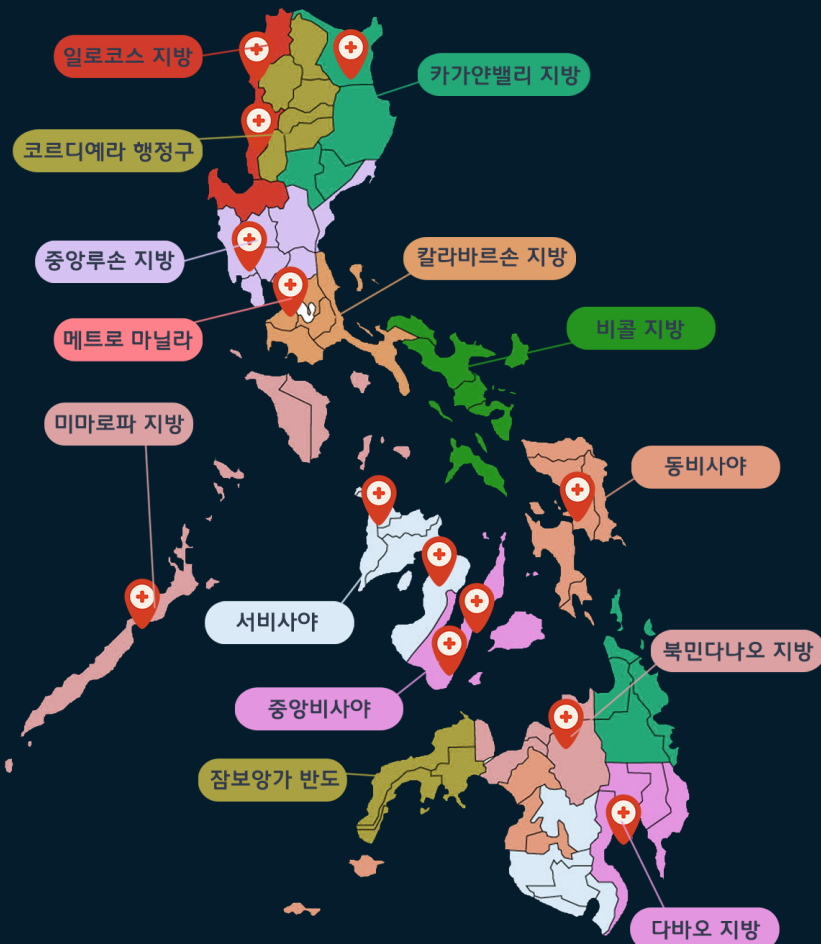 일로코스 지방
카가얀밸리 지방
코르디예라 행정구
중앙루손 지방
칼라바르손 지방
메트로 마닐라
비콜 지방
미마로파 지방
동비사야
서비사야
북민다나오 지방
중앙비사야
잠보앙가 반도
다바오 지방